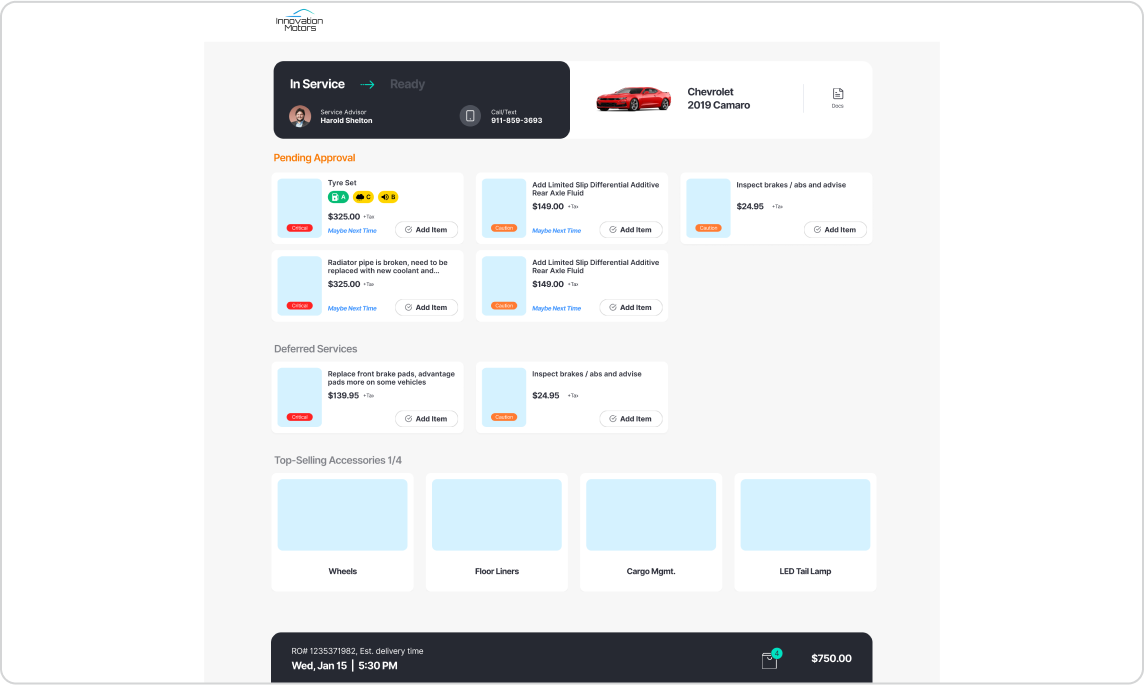 Innovation
Motors
In Service
Ready
Service Advisor
Harold Shelton
Call/Text
911-859-3693
Chevrolet
2019 Camaro
Docs
Pending Approval
Critical
Tyre Set
A
C
B
$325.00 +Tax
Maybe Next Time
Add Item
Caution
Add Limited Slip Differential Additive
Rear Axle Fluid
$149.00 +Tax
Maybe Next Time
Add Item
Caution
Inspect brakes / abs and advise
$24.95 +Tax
Add Item
Critical
Radiator pipe is broken, need to be
replaced with new coolant and...
$325.00 +Tax
Maybe Next Time
Add Item
Caution
Add Limited Slip Differential Additive
Rear Axle Fluid
$149.00 +Tax
Maybe Next Time
Add Item
Deferred Services
Critical
Replace front brake pads, advantage
pads more on some vehicles
$139.95 +Tax
Add Item
Caution
Inspect brakes / abs and advise
$24.95 +Tax
Add Item
Top-Selling Accessories 1/4
Wheels
Floor Liners
Cargo Mgmt.
LED Tail Lamp
RO# 1235371982, Est. delivery time
Wed, Jan 15 | 5:30 PM
4
$750.00